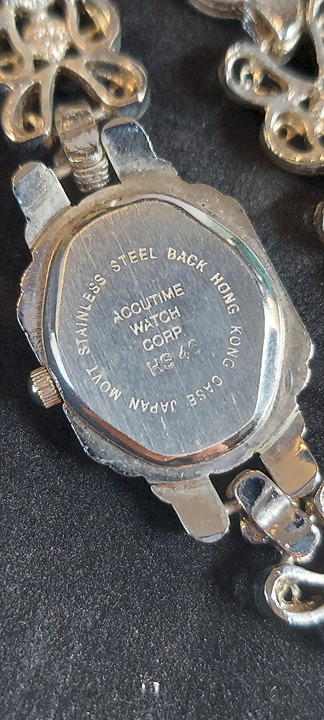 STAINLESS STEEL BACK HONG KONG CASE JAPAN MOVT
ACCUTIME
WATCH
CORP.